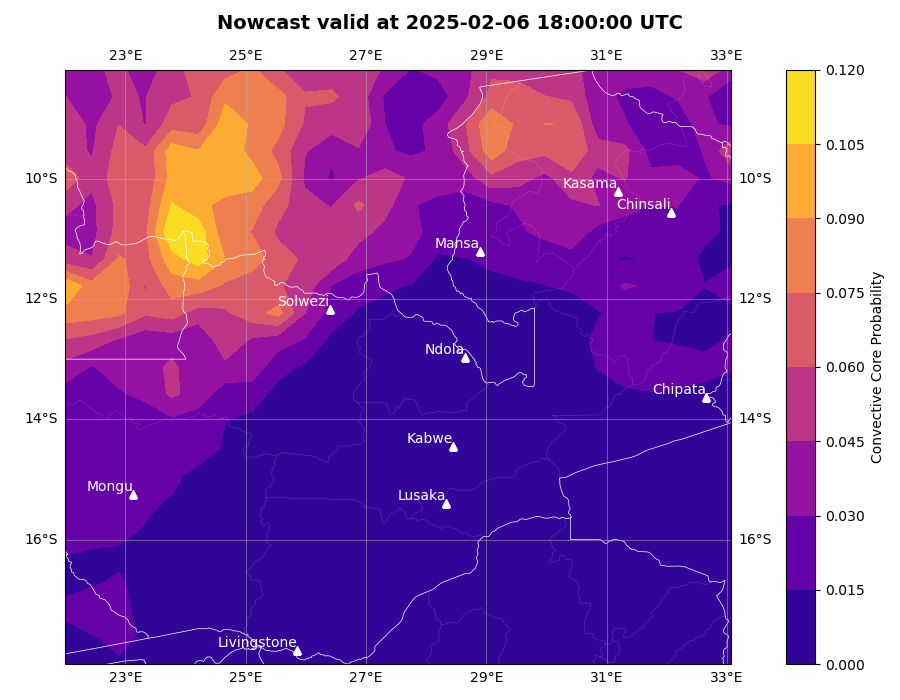 Nowcast valid at 2025-02-06 18:00:00 UTC
23°E 25°E 27°E 29°E 31°E 33°E
0.120
0.105
10°S Kasama 10°S
Chinsali
0.090
Mansa
Convective Core Probability
0.075
12°S Solwezi 12°S
0.060
Ndola
Chipata
14°S 14°S
0.045
Kabwe
Mongu
Lusaka
0.030
16°S 16°S
0.015
Livingstone
0.000
23°E 25°E 27°E 29°E 31°E 33°E